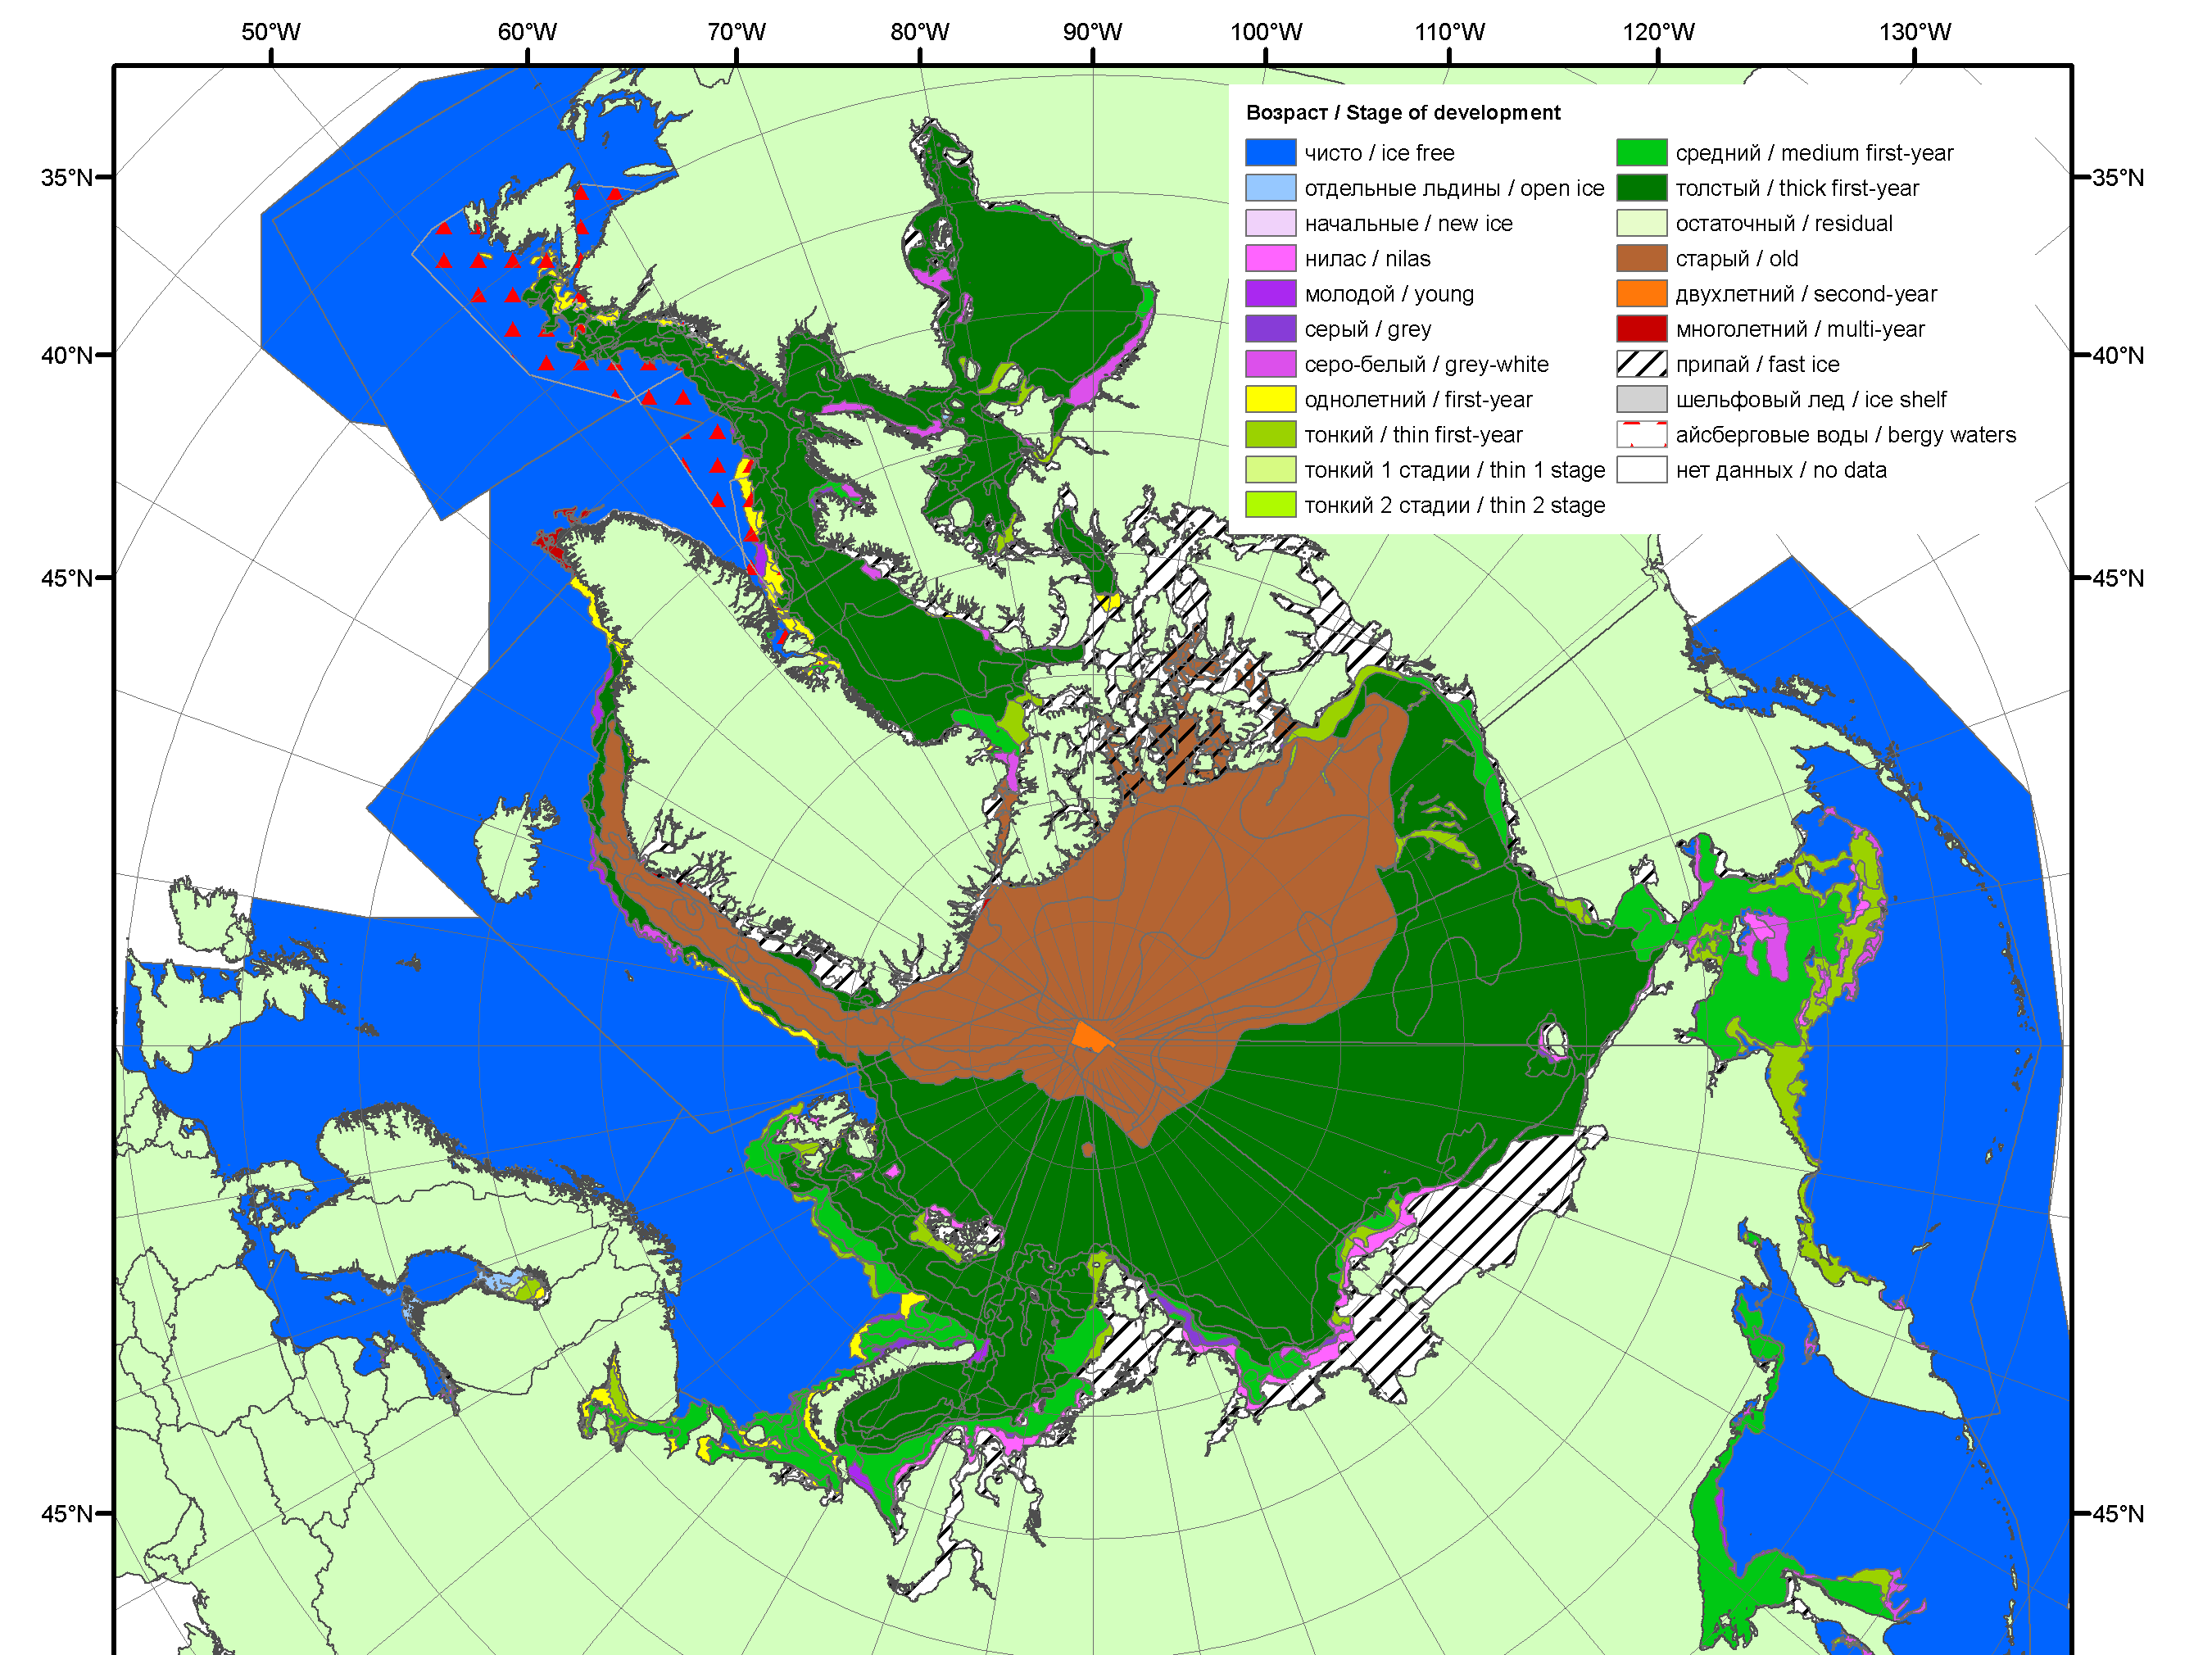 50°W 60°W 70°W 80°W 90°W 100°W 110°W 120°W 130°W
Возраст / Stage of development
чисто / ice free
отдельные льдины / open ice
начальные / new ice
нилас / nilas
молодой / young
серый / grey
серо-белый / grey-white
однолетний / first-year
тонкий / thin first-year
тонкий 1 стадии / thin 1 stage
тонкий 2 стадии / thin 2 stage
средний / medium first-year
толстый / thick first-year
остаточный / residual
старый / old
двухлетний / second-year
многолетний / multi-year
припай / fast ice
шельфовый лед / ice shelf
айсберговые воды / bergy waters
нет данных / no data
35°N 35°N
40°N 40°N
45°N 45°N
45°N 45°N